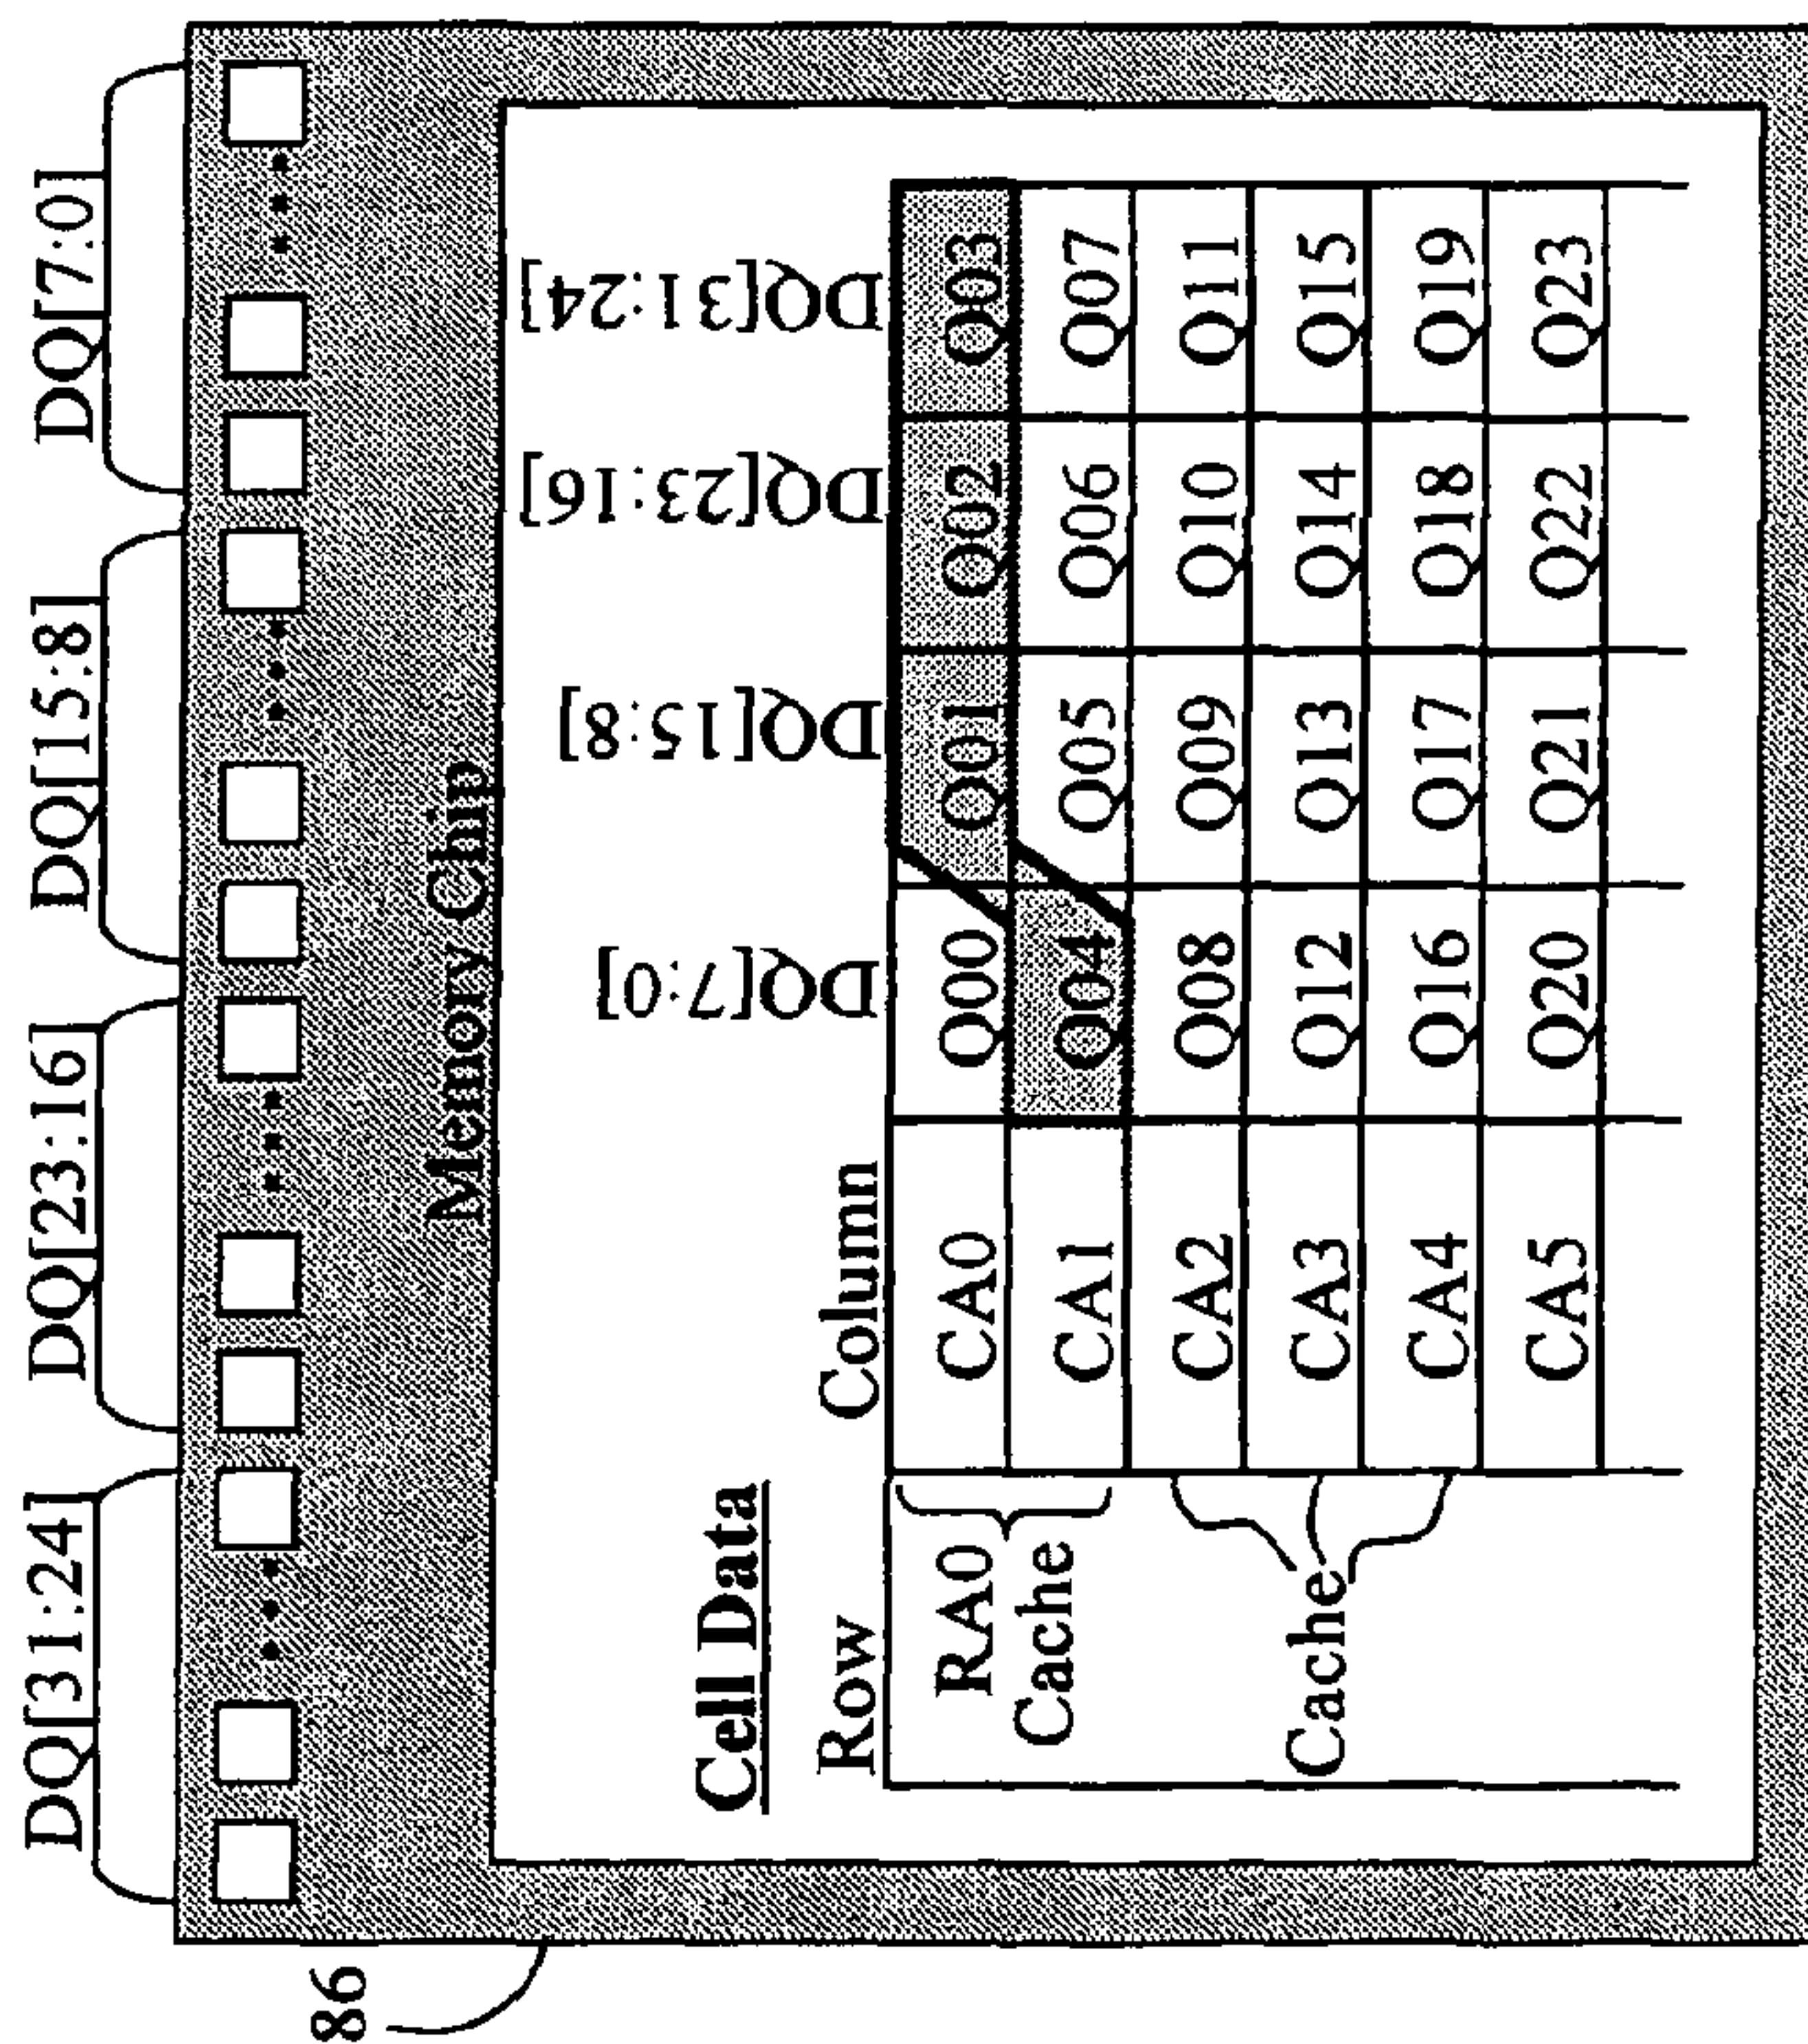 DQ[31:24] DQ[23:16] DQ[15:8] DQ[7:0]
86
Memory Chip
Cell Data
DQ[7:0] DQ[15:8] DQ[23:16] DQ[31:24]
Row Column
RA0 CA0 Q00 Q01 Q02 Q03
Cache CA1 Q04 Q05 Q06 Q07
CA2 Q08 Q09 Q10 Q11
Cache CA3 Q12 Q13 Q14 Q15
CA4 Q16 Q17 Q18 Q19
CA5 Q20 Q21 Q22 Q23